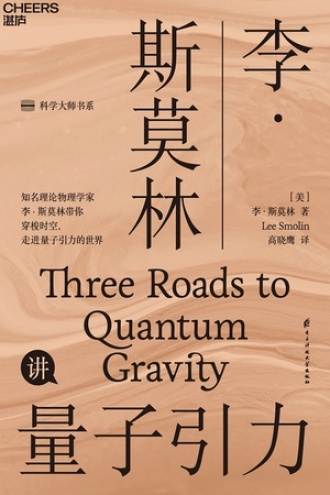 CHEERS
湛庐
李·
斯莫林
科学大师书系
知名理论物理学家
李·斯莫林带你
穿梭时空,
走进量子引力的世界
[美]
李·斯莫林 著
Lee Smolin
高晓鹰 译
Three Roads to
Quantum
Gravity
讲
量子引力